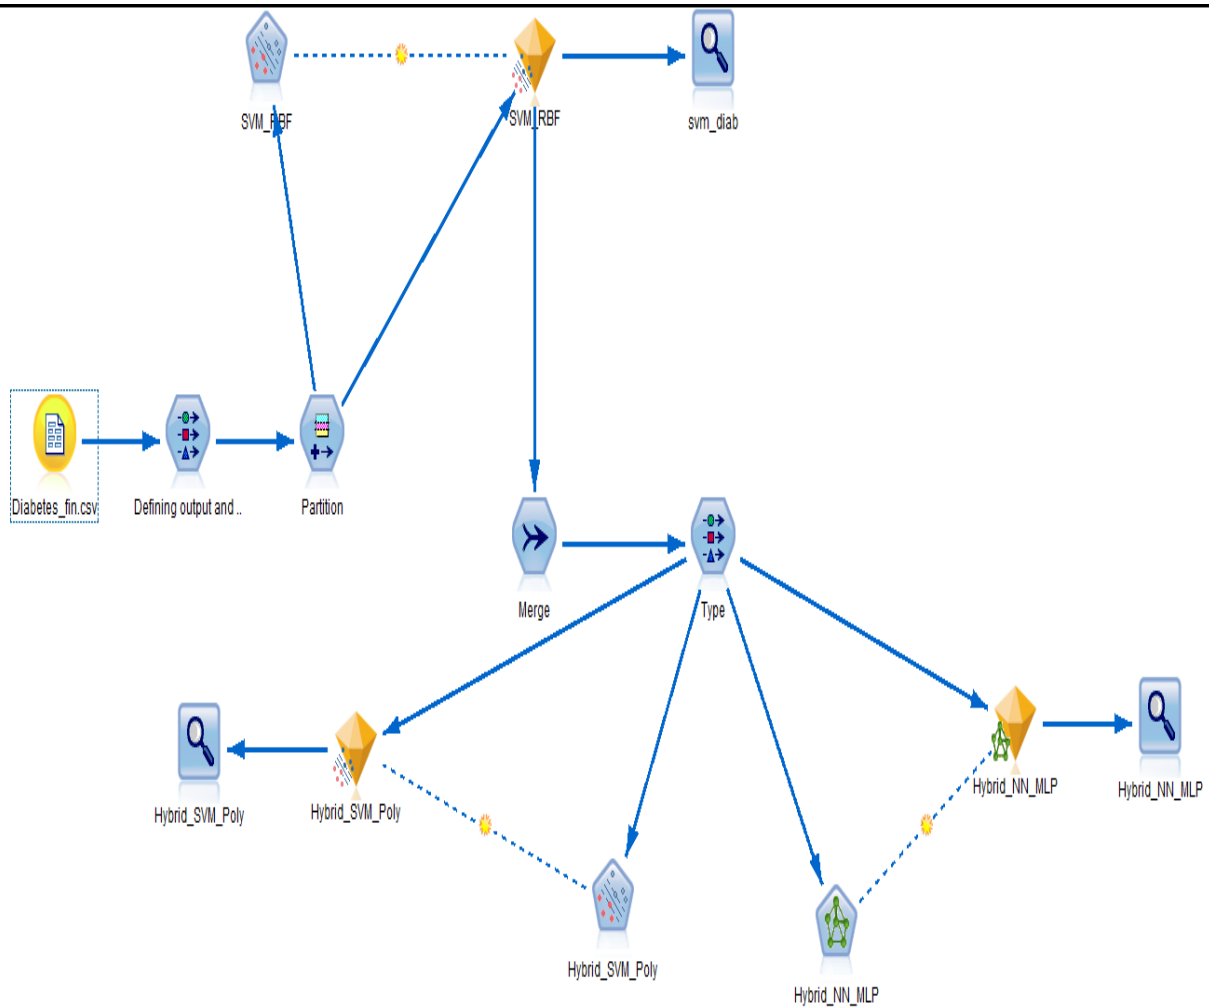 SVM_RBF
SVM_RBF
svm_diab
Diabetes_fin.csv
Defining output and ..
Partition
Merge
Type
Hybrid_SVM_Poly
Hybrid_SVM_Poly
Hybrid_NN_MLP
Hybrid_NN_MLP
Hybrid_SVM_Poly
Hybrid_NN_MLP